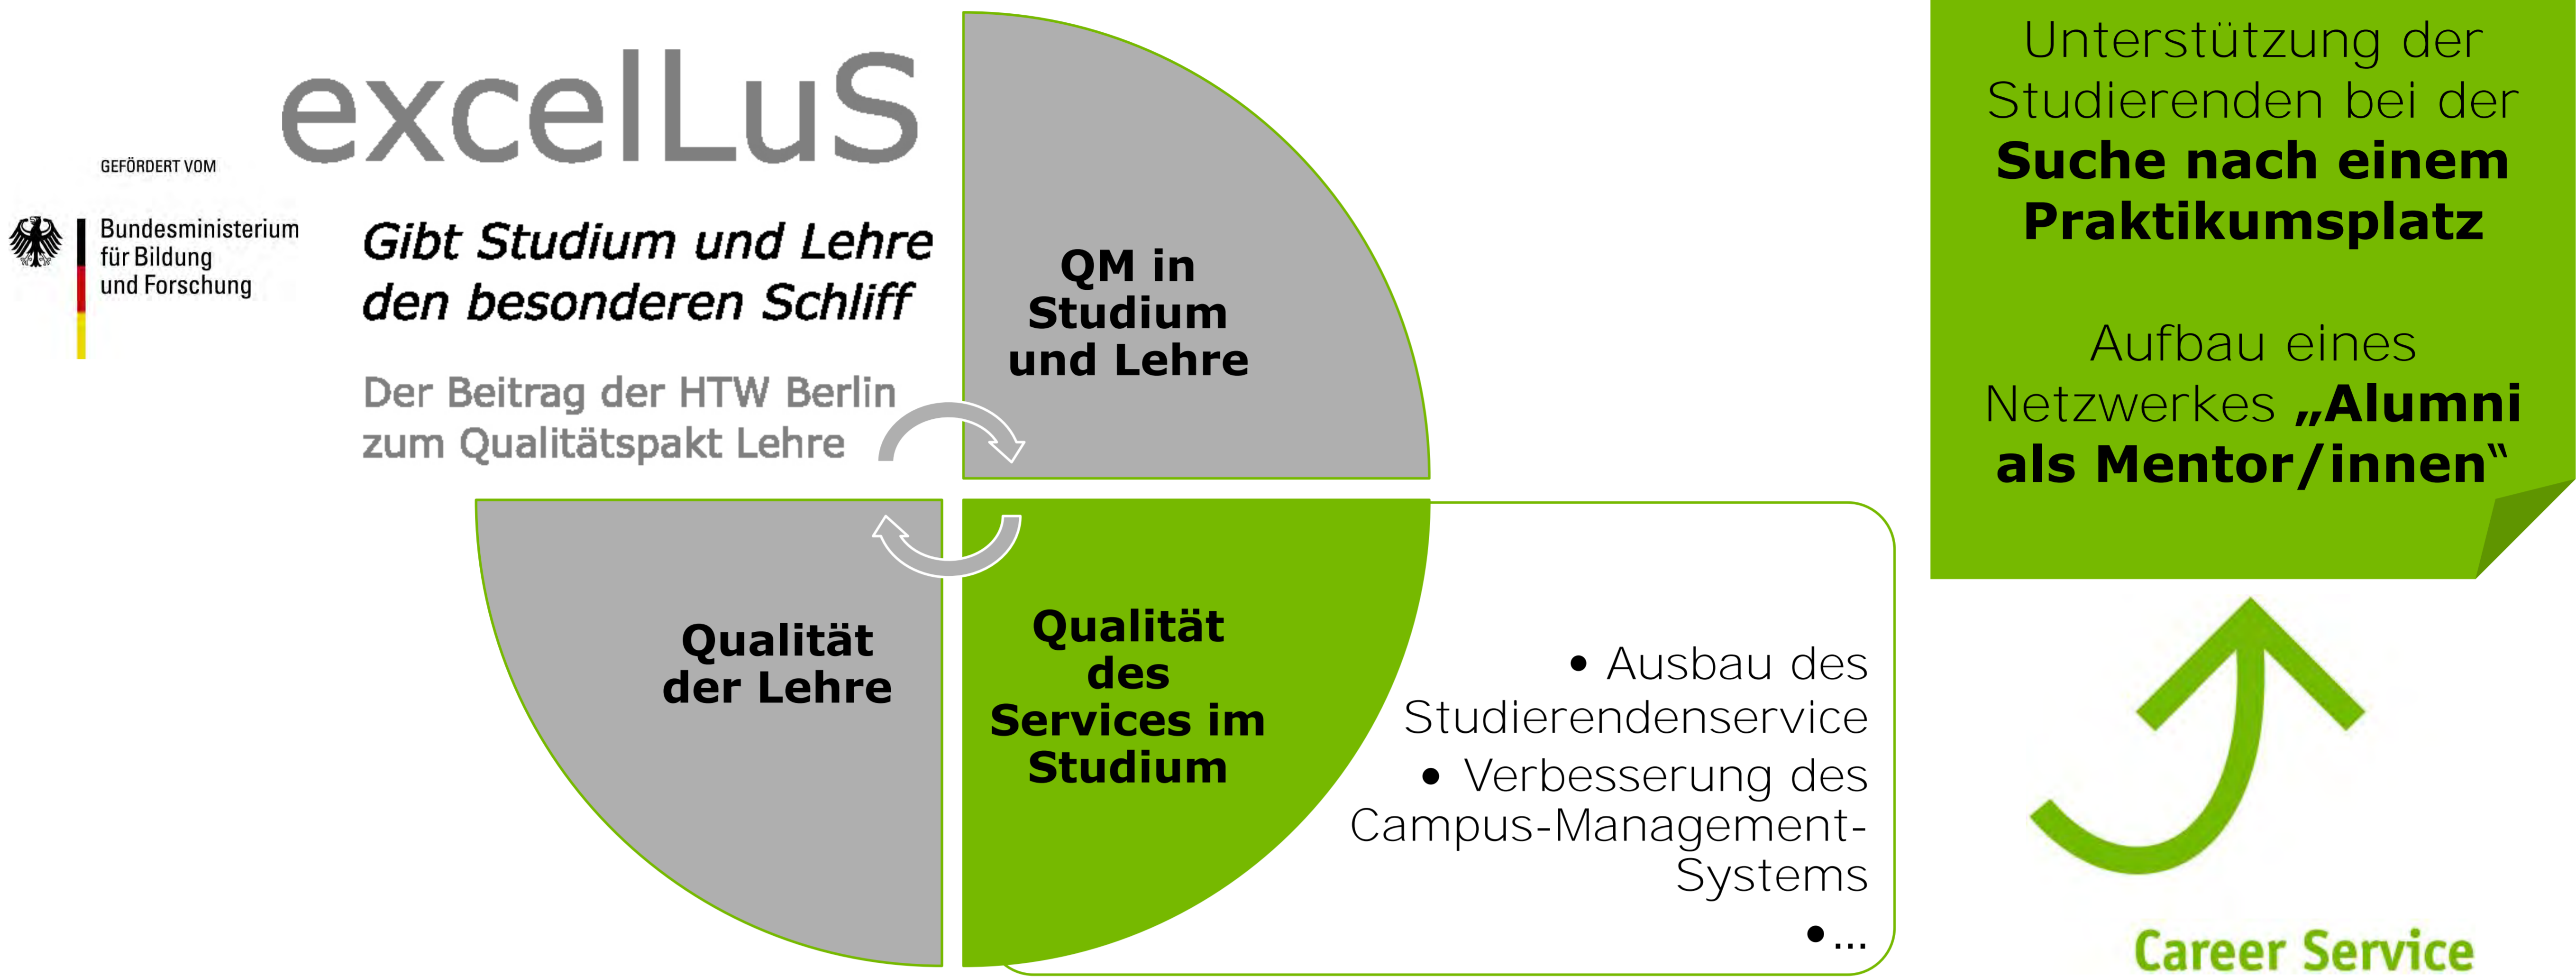 excelLuS
GEFÖRDERT VOM
Bundesministerium
für Bildung
und Forschung
Gibt Studium und Lehre
den besonderen Schliff
Der Beitrag der HTW Berlin
zum Qualitätspakt Lehre
QM in
Studium
und Lehre
Qualität
der Lehre
Qualität
des
Services im
Studium
• Ausbau des
Studierendenservice
• Verbesserung des
Campus-Management-
Systems
•...
Unterstützung der
Studierenden bei der
Suche nach einem
Praktikumsplatz
Aufbau eines
Netzwerkes „Alumni
als Mentor/innen‟
Career Service